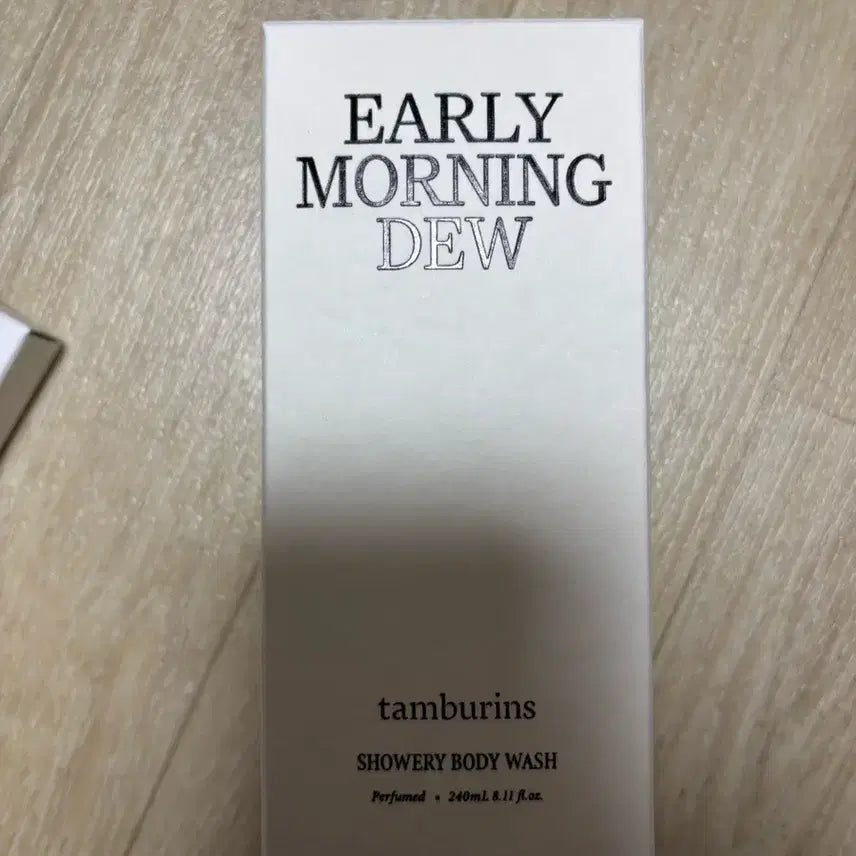 EARLY
MORNING
DEW
tamburins
SHOWERY BODY WASH
Perfumed • 240mL 8.11 fl.oz.